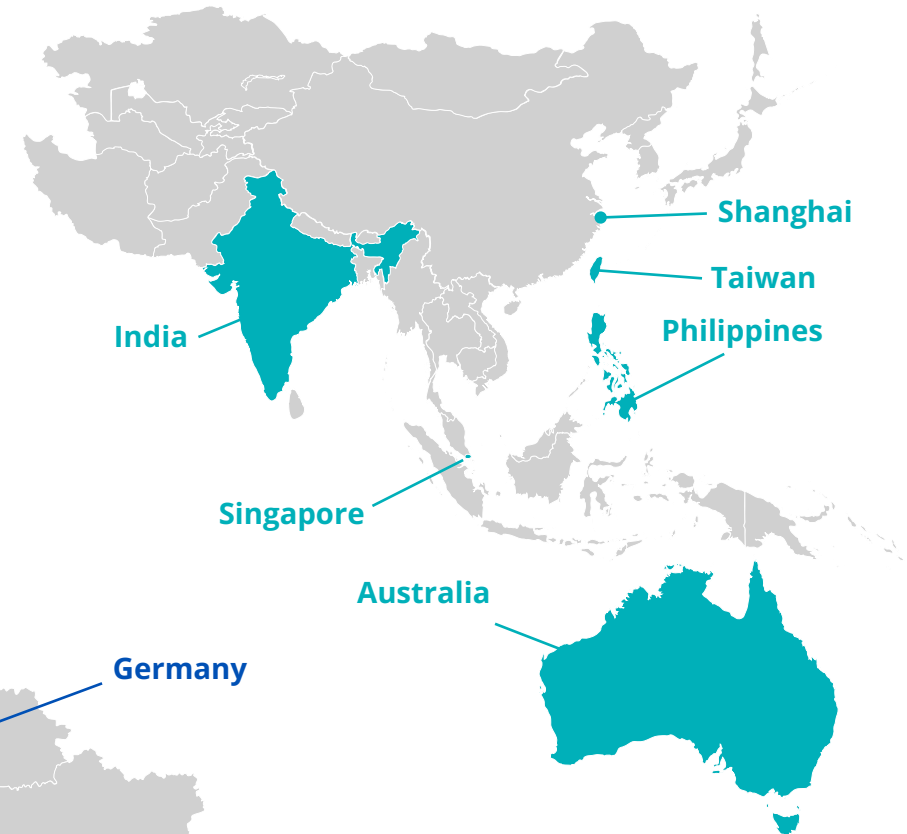 Shanghai
Taiwan
Philippines
India
Singapore
Australia
Germany